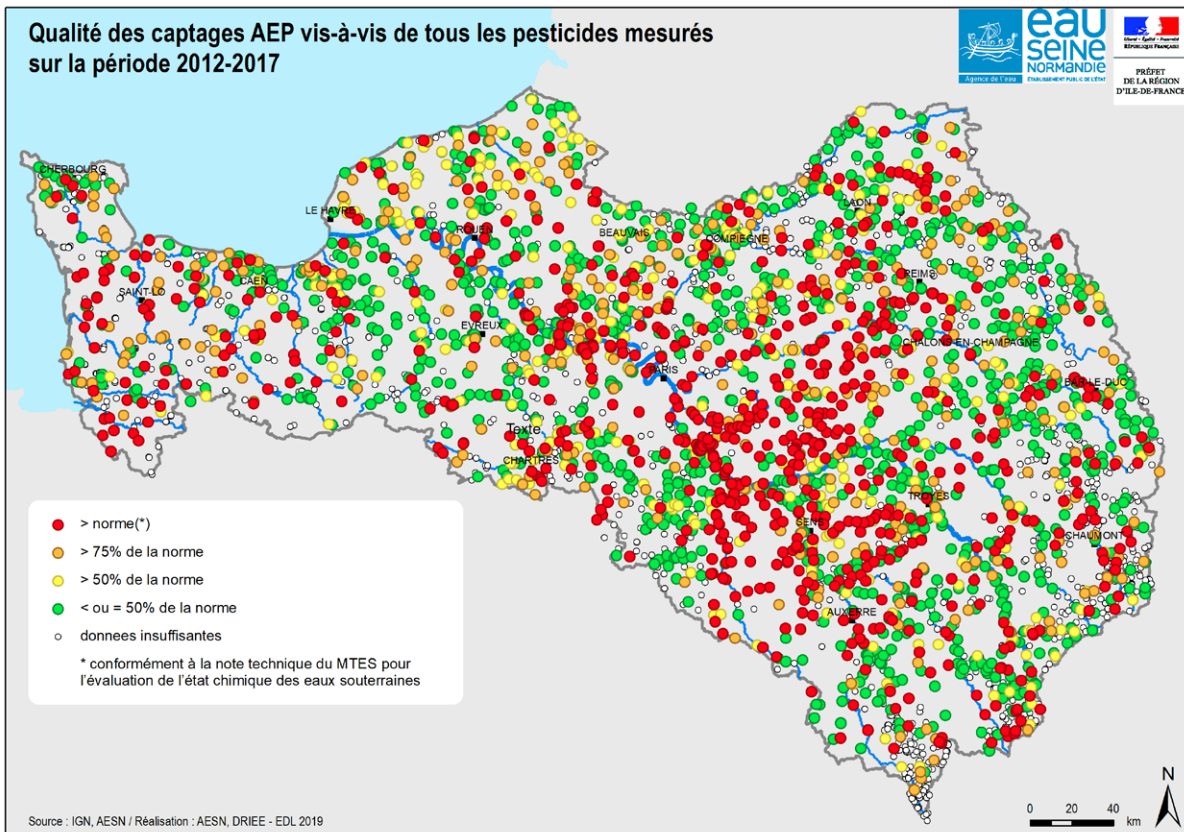 Qualité des captages AEP vis-à-vis de tous les pesticides mesurés
sur la période 2012-2017
Agence de l'eau
eau
SEINE
NORMANDIE
ÉTABLISSEMENT PUBLIC DE L'ÉTAT
Liberté • Égalité • Fraternité
RÉPUBLIQUE FRANÇAISE
PRÉFET
DE LA RÉGION
D'ILE-DE-FRANCE
CHERBOURG
LE HAVRE
ROUEN
BEAUVAIS
COMPIEGNE
LAON
REIMS
SAINT-LO
CAEN
EVREUX
PARIS
CHALONS-EN-CHAMPAGNE
BAR-LE-DUC
Texte
CHARTRES
TROYES
SENS
CHAUMONT
AUXERRE
> norme(*)
> 75% de la norme
> 50% de la norme
< ou = 50% de la norme
donnees insuffisantes
* conformément à la note technique du MTES pour
l'évaluation de l'état chimique des eaux souterraines
Source : IGN, AESN / Réalisation : AESN, DRIEE - EDL 2019
0 20 40
km
N